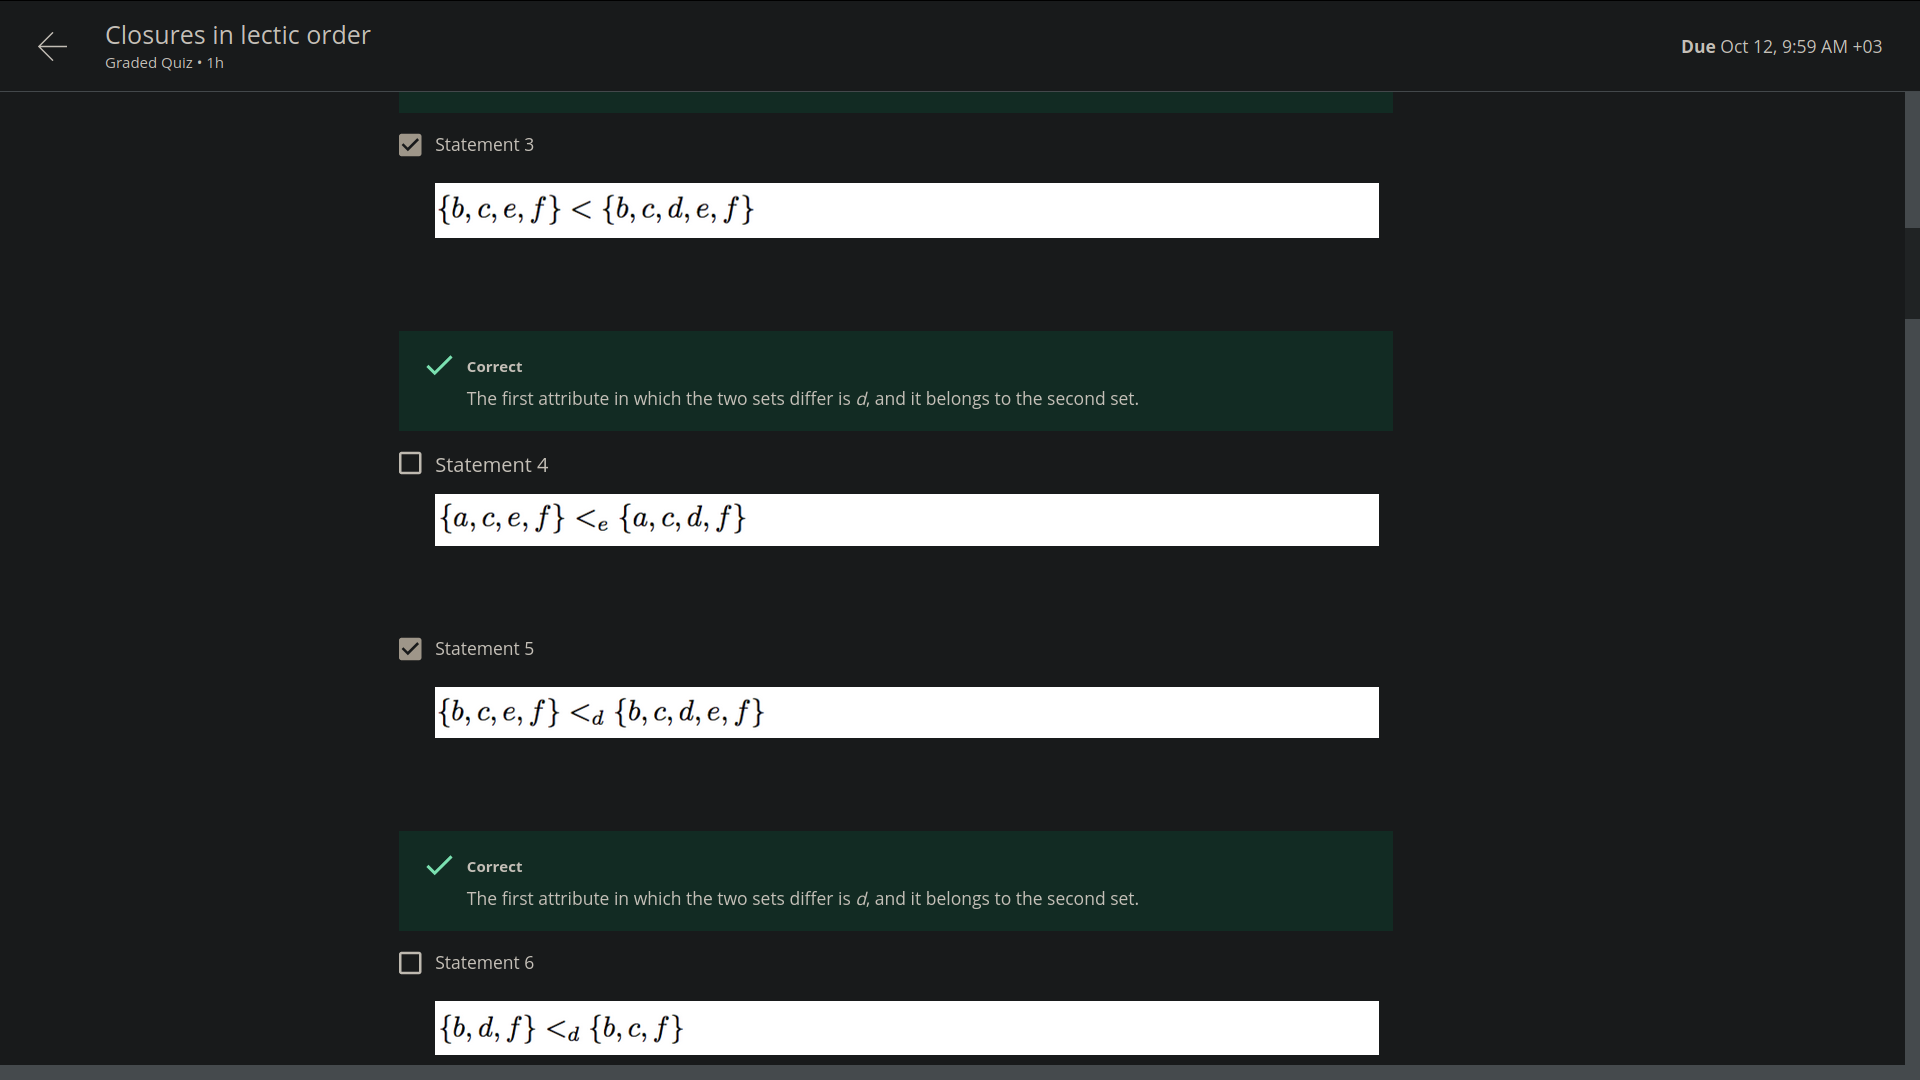 Closures in lectic order
Graded Quiz • 1h
Due Oct 12, 9:59 AM +03
Statement 3
{b, c, e, f} < {b, c, d, e, f}
Correct
The first attribute in which the two sets differ is d, and it belongs to the second set.
Statement 4
{a, c, e, f} <ₑ {a, c, d, f}
Statement 5
{b, c, e, f} <_d {b, c, d, e, f}
Correct
The first attribute in which the two sets differ is d, and it belongs to the second set.
Statement 6
{b, d, f} <_d {b, c, f}